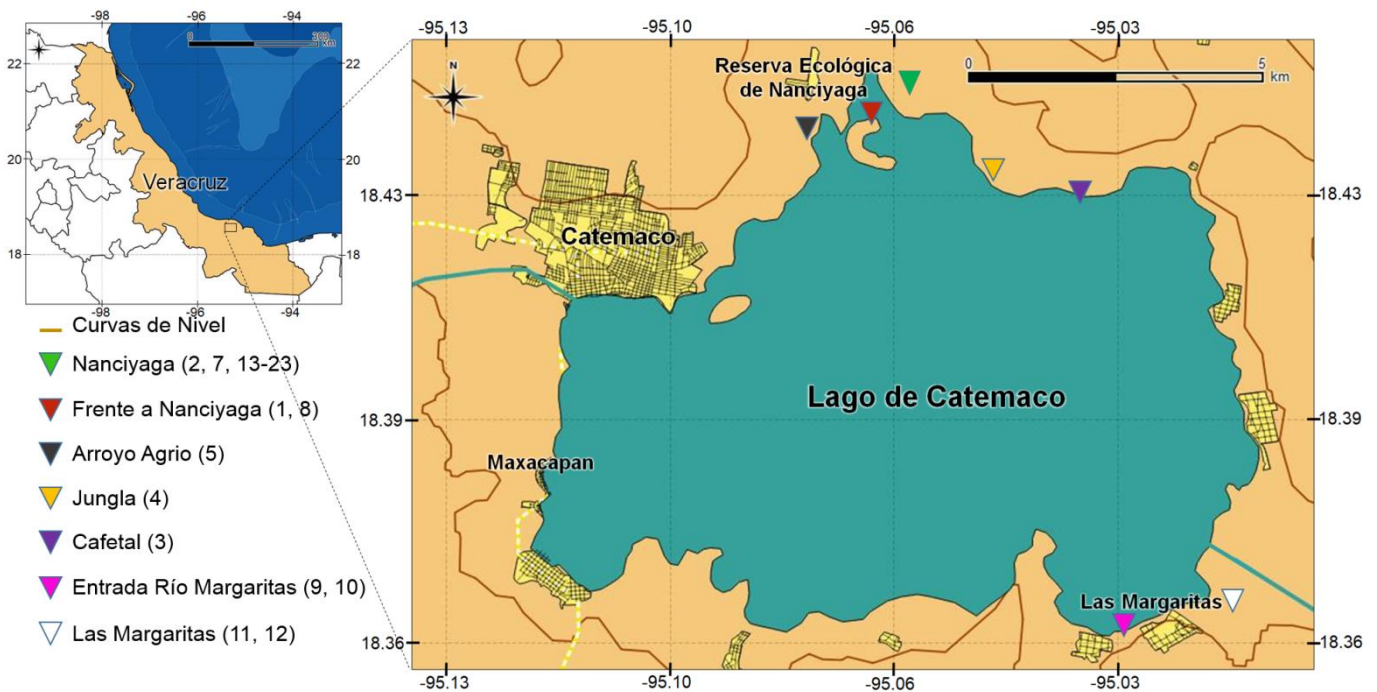 -98
-96
-94
0
300
km
22
22
20
20
Veracruz
18
18
-98
-96
-94
Curvas de Nivel
Nanciyaga (2, 7, 13-23)
Frente a Nanciyaga (1, 8)
Arroyo Agrio (5)
Jungla (4)
Cafetal (3)
Entrada Río Margaritas (9, 10)
Las Margaritas (11, 12)
-95.13
-95.10
-95.06
-95.03
N
Reserva Ecológica
de Nanciyaga
0
5
km
18.43
18.43
Catemaco
Lago de Catemaco
18.39
18.39
Maxacapan
Las Margaritas
18.36
18.36
-95.13
-95.10
-95.06
-95.03